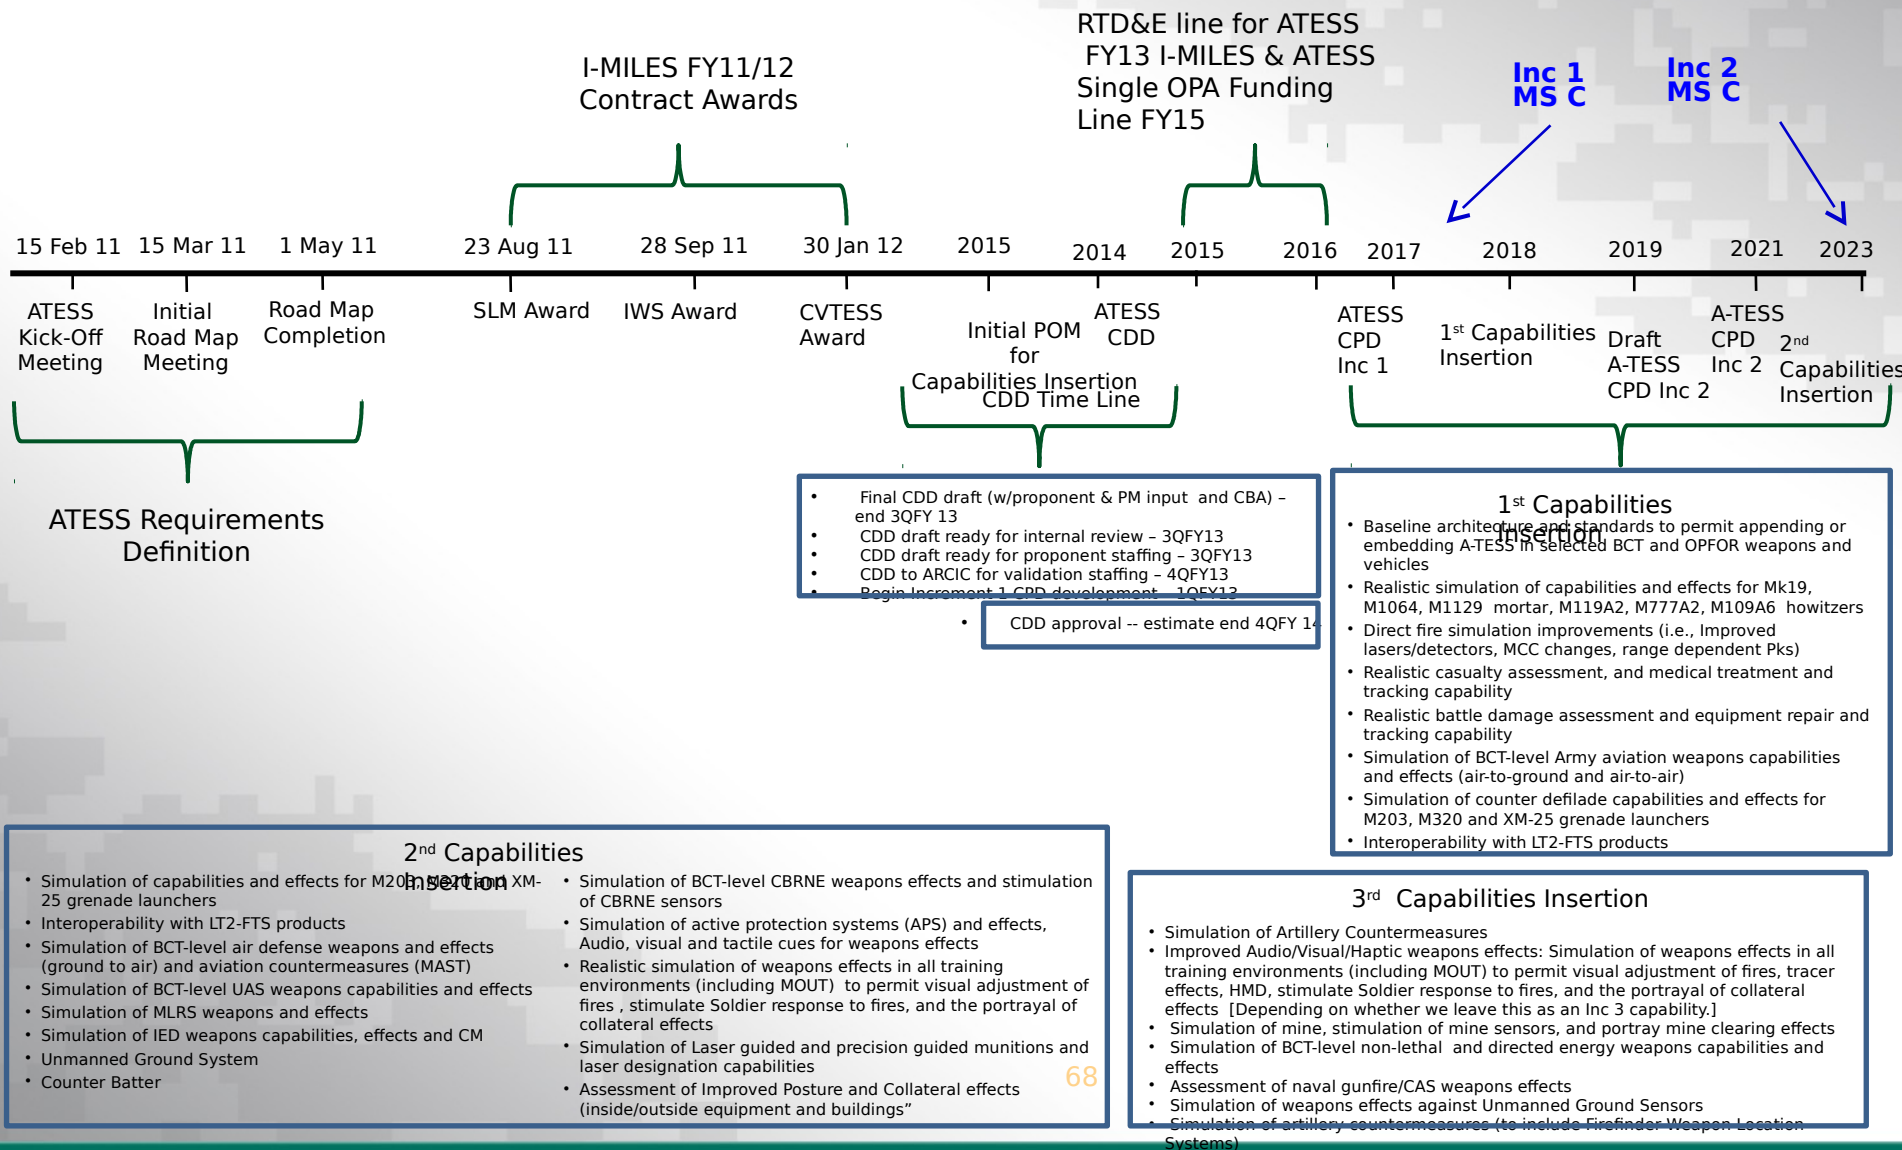 RTD&E line for ATESS
FY13 I-MILES & ATESS
Single OPA Funding
Line FY15
I-MILES FY11/12
Contract Awards
Inc 1
MS C
Inc 2
MS C
15 Feb 11 15 Mar 11 1 May 11 23 Aug 11 28 Sep 11 30 Jan 12 2015 2014 2015 2016 2017 2018 2019 2021 2023
ATESS
Kick-Off
Meeting
Initial
Road Map
Meeting
Road Map
Completion
SLM Award
IWS Award
CVTESS
Award
Initial POM
for
Capabilities Insertion
CDD Time Line
ATESS
CDD
ATESS
CPD
Inc 1
1st Capabilities
Insertion
Draft
A-TESS
CPD Inc 2
A-TESS
CPD
Inc 2
2nd
Capabilities
Insertion
ATESS Requirements
Definition
• Final CDD draft (w/proponent & PM input and CBA) –
end 3QFY 13
• CDD draft ready for internal review – 3QFY13
• CDD draft ready for proponent staffing – 3QFY13
• CDD to ARCIC for validation staffing – 4QFY13
• Begin Increment 1 CPD development – 1QFY13
• CDD approval -- estimate end 4QFY 14
1st Capabilities
Insertion
• Baseline architecture and standards to permit appending or
embedding A-TESS in selected BCT and OPFOR weapons and
vehicles
• Realistic simulation of capabilities and effects for Mk19,
M1064, M1129 mortar, M119A2, M777A2, M109A6 howitzers
• Direct fire simulation improvements (i.e., Improved
lasers/detectors, MCC changes, range dependent Pks)
• Realistic casualty assessment, and medical treatment and
tracking capability
• Realistic battle damage assessment and equipment repair and
tracking capability
• Simulation of BCT-level Army aviation weapons capabilities
and effects (air-to-ground and air-to-air)
• Simulation of counter defilade capabilities and effects for
M203, M320 and XM-25 grenade launchers
• Interoperability with LT2-FTS products
2nd Capabilities
Insertion
• Simulation of capabilities and effects for M203, M320 and XM-
25 grenade launchers
• Interoperability with LT2-FTS products
• Simulation of BCT-level air defense weapons and effects
(ground to air) and aviation countermeasures (MAST)
• Simulation of BCT-level UAS weapons capabilities and effects
• Simulation of MLRS weapons and effects
• Simulation of IED weapons capabilities, effects and CM
• Unmanned Ground System
• Counter Batter
• Simulation of BCT-level CBRNE weapons effects and stimulation
of CBRNE sensors
• Simulation of active protection systems (APS) and effects,
Audio, visual and tactile cues for weapons effects
• Realistic simulation of weapons effects in all training
environments (including MOUT) to permit visual adjustment of
fires , stimulate Soldier response to fires, and the portrayal of
collateral effects
• Simulation of Laser guided and precision guided munitions and
laser designation capabilities
• Assessment of Improved Posture and Collateral effects
(inside/outside equipment and buildings”
68
3rd Capabilities Insertion
• Simulation of Artillery Countermeasures
• Improved Audio/Visual/Haptic weapons effects: Simulation of weapons effects in all
training environments (including MOUT) to permit visual adjustment of fires, tracer
effects, HMD, stimulate Soldier response to fires, and the portrayal of collateral
effects [Depending on whether we leave this as an Inc 3 capability.]
• Simulation of mine, stimulation of mine sensors, and portray mine clearing effects
• Simulation of BCT-level non-lethal and directed energy weapons capabilities and
effects
• Assessment of naval gunfire/CAS weapons effects
• Simulation of weapons effects against Unmanned Ground Sensors
• Simulation of artillery countermeasures (to include Firefinder Weapon Location
Systems)